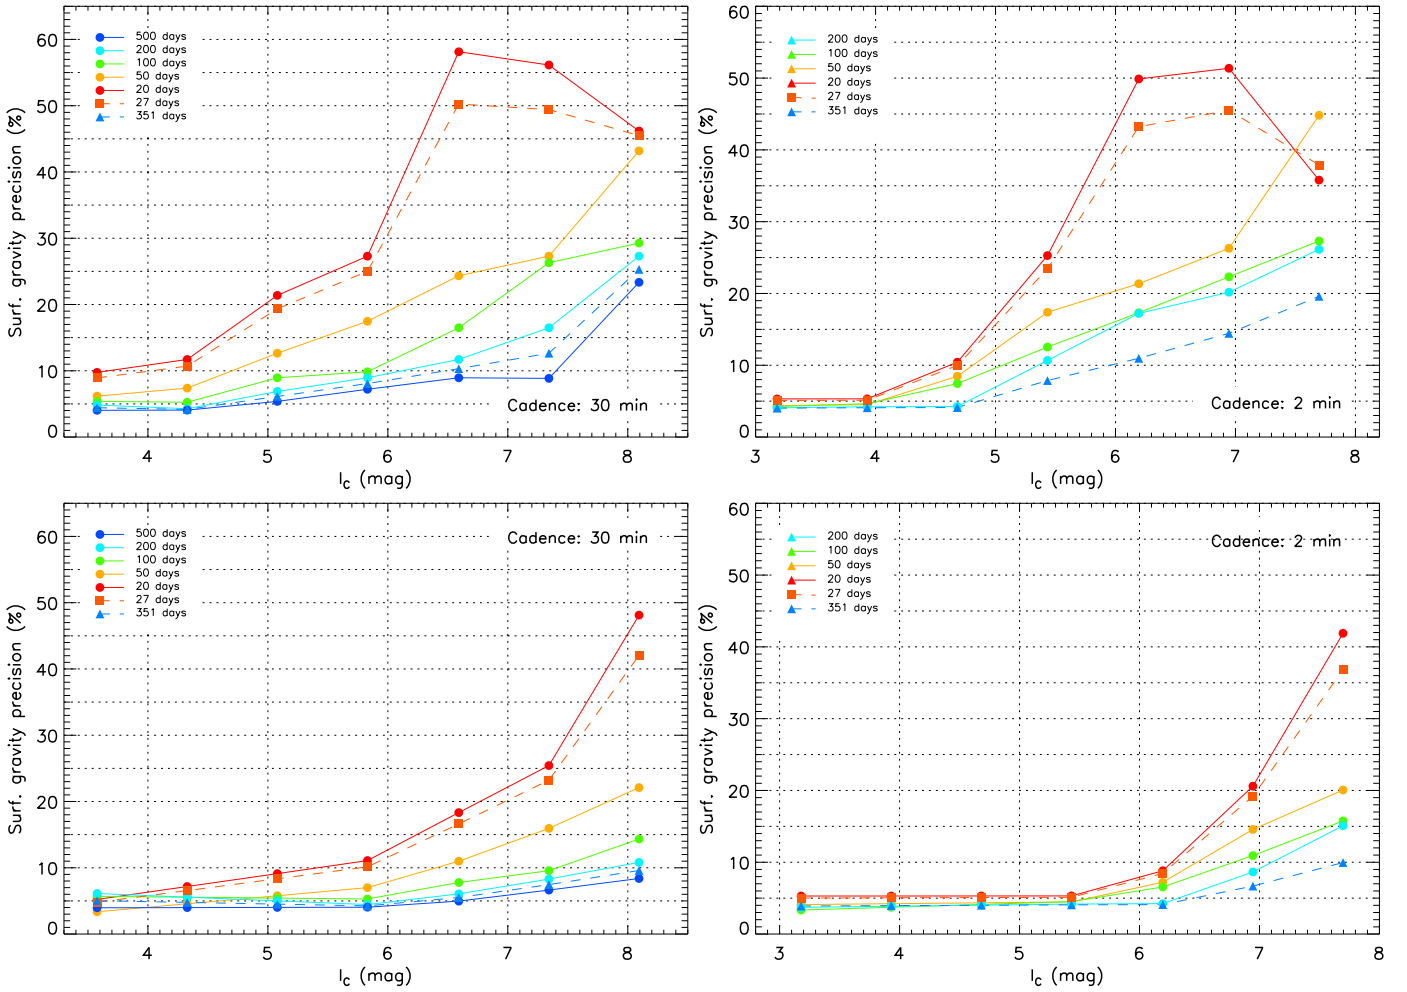 60
50
40
30
20
10
0
Surf. gravity precision (%)
500 days
200 days
100 days
50 days
20 days
27 days
351 days
Cadence: 30 min
4 5 6 7 8
I_C (mag)
60
50
40
30
20
10
0
Surf. gravity precision (%)
200 days
100 days
50 days
20 days
27 days
351 days
Cadence: 2 min
3 4 5 6 7 8
I_C (mag)
60
50
40
30
20
10
0
Surf. gravity precision (%)
500 days
200 days
100 days
50 days
20 days
27 days
351 days
Cadence: 30 min
4 5 6 7 8
I_C (mag)
60
50
40
30
20
10
0
Surf. gravity precision (%)
200 days
100 days
50 days
20 days
27 days
351 days
Cadence: 2 min
3 4 5 6 7 8
I_C (mag)